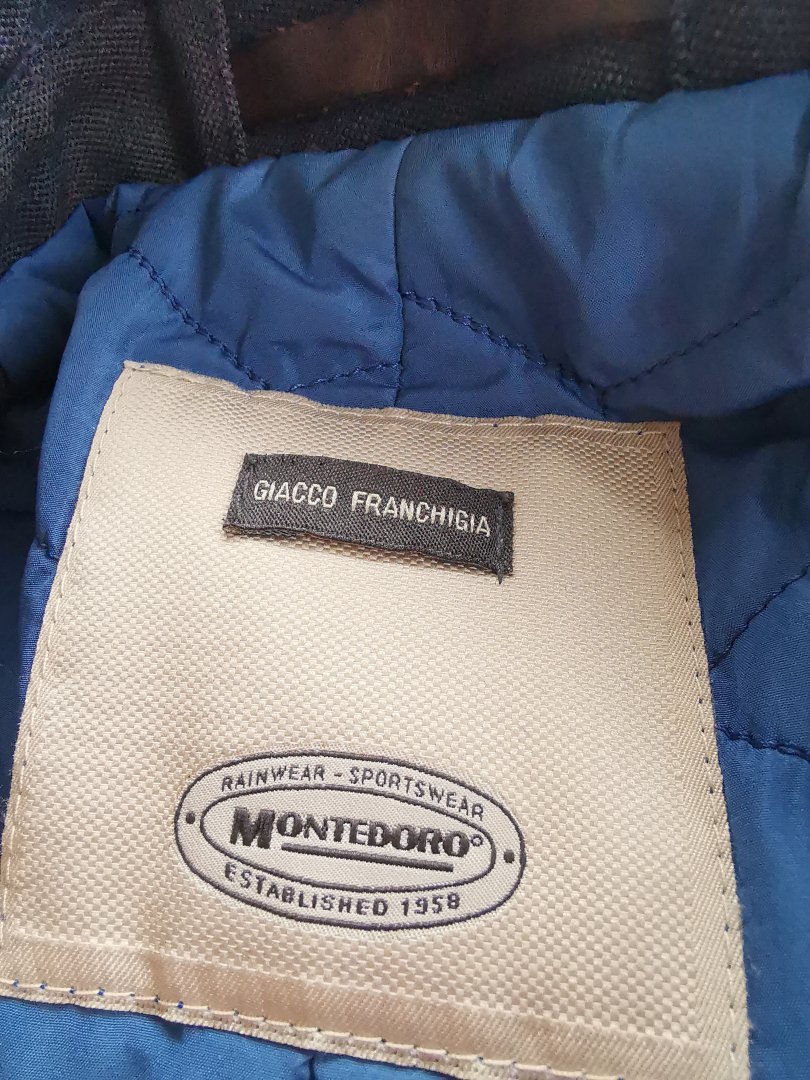 GIACCO FRANCHIGIA
RAINWEAR - SPORTSWEAR
MONTEDORO°
ESTABLISHED 1958